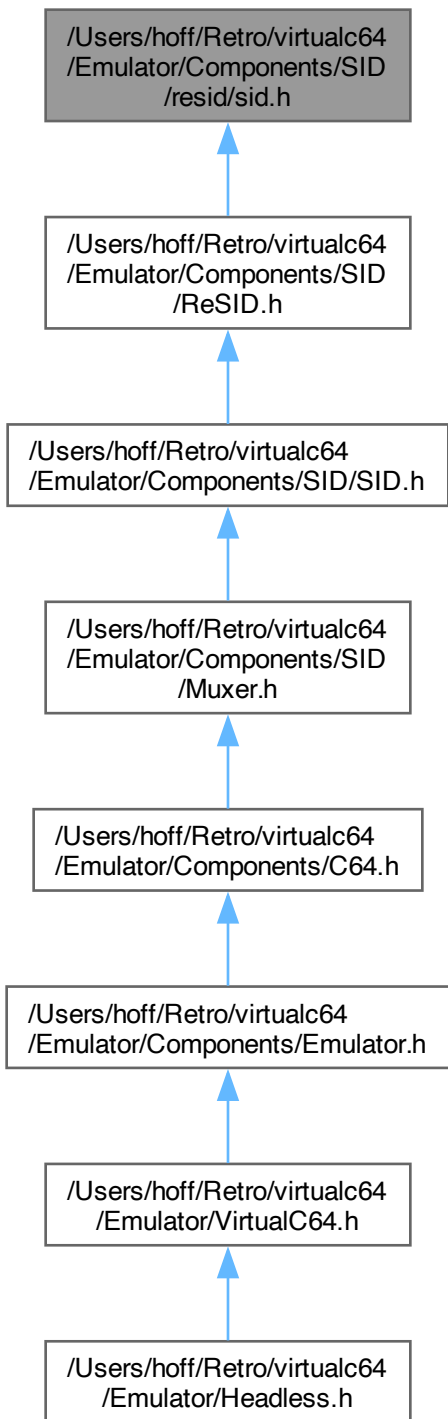 /Users/hoff/Retro/virtualc64
/Emulator/Components/SID
/resid/sid.h
/Users/hoff/Retro/virtualc64
/Emulator/Components/SID
/ReSID.h
/Users/hoff/Retro/virtualc64
/Emulator/Components/SID/SID.h
/Users/hoff/Retro/virtualc64
/Emulator/Components/SID
/Muxer.h
/Users/hoff/Retro/virtualc64
/Emulator/Components/C64.h
/Users/hoff/Retro/virtualc64
/Emulator/Components/Emulator.h
/Users/hoff/Retro/virtualc64
/Emulator/VirtualC64.h
/Users/hoff/Retro/virtualc64
/Emulator/Headless.h